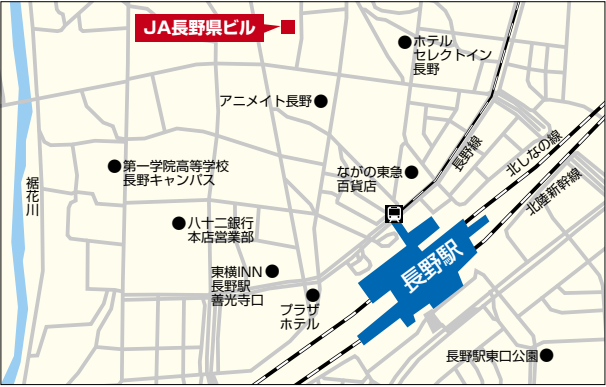 JA長野県ビル
ホテル
セレクトイン
長野
アニメイト長野
長野線
北しなの線
北陸新幹線
第一学院高等学校
長野キャンパス
ながの東急
百貨店
裾花川
八十二銀行
本店営業部
長野駅
東横INN
長野駅
善光寺口
プラザ
ホテル
長野駅東口公園